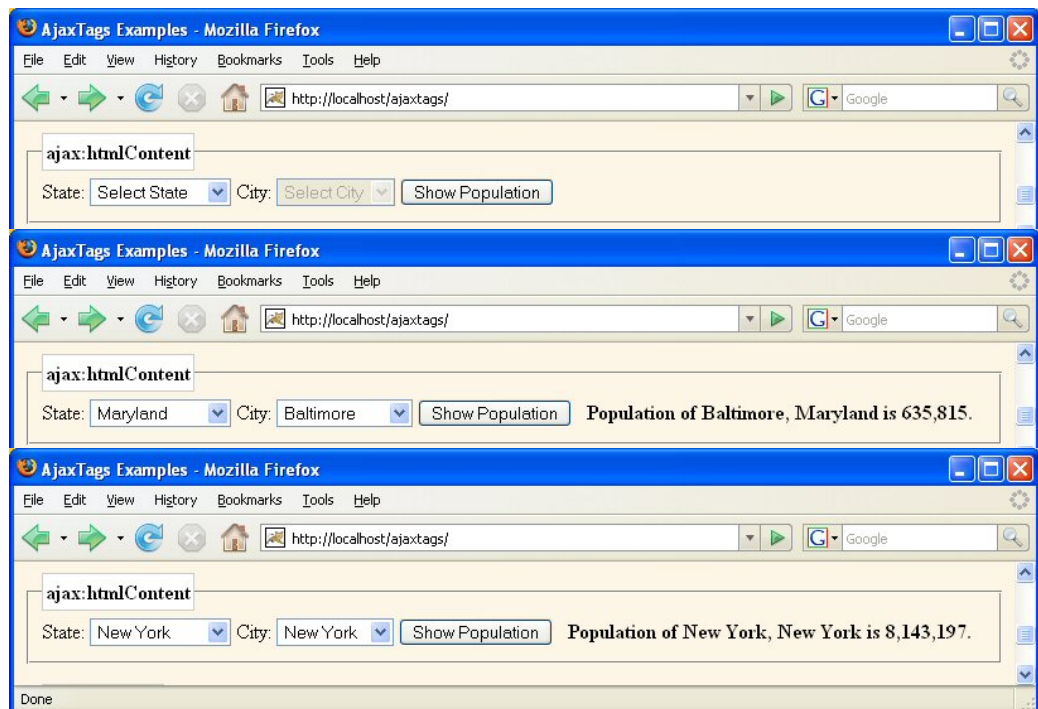 AjaxTags Examples - Mozilla Firefox
File Edit View History Bookmarks Tools Help
http://localhost/ajaxtags/ G Google
ajax:htmlContent
State: Select State City: Select City Show Population
AjaxTags Examples - Mozilla Firefox
File Edit View History Bookmarks Tools Help
http://localhost/ajaxtags/ G Google
ajax:htmlContent
State: Maryland City: Baltimore Show Population Population of Baltimore, Maryland is 635,815.
AjaxTags Examples - Mozilla Firefox
File Edit View History Bookmarks Tools Help
http://localhost/ajaxtags/ G Google
ajax:htmlContent
State: New York City: New York Show Population Population of New York, New York is 8,143,197.
Done